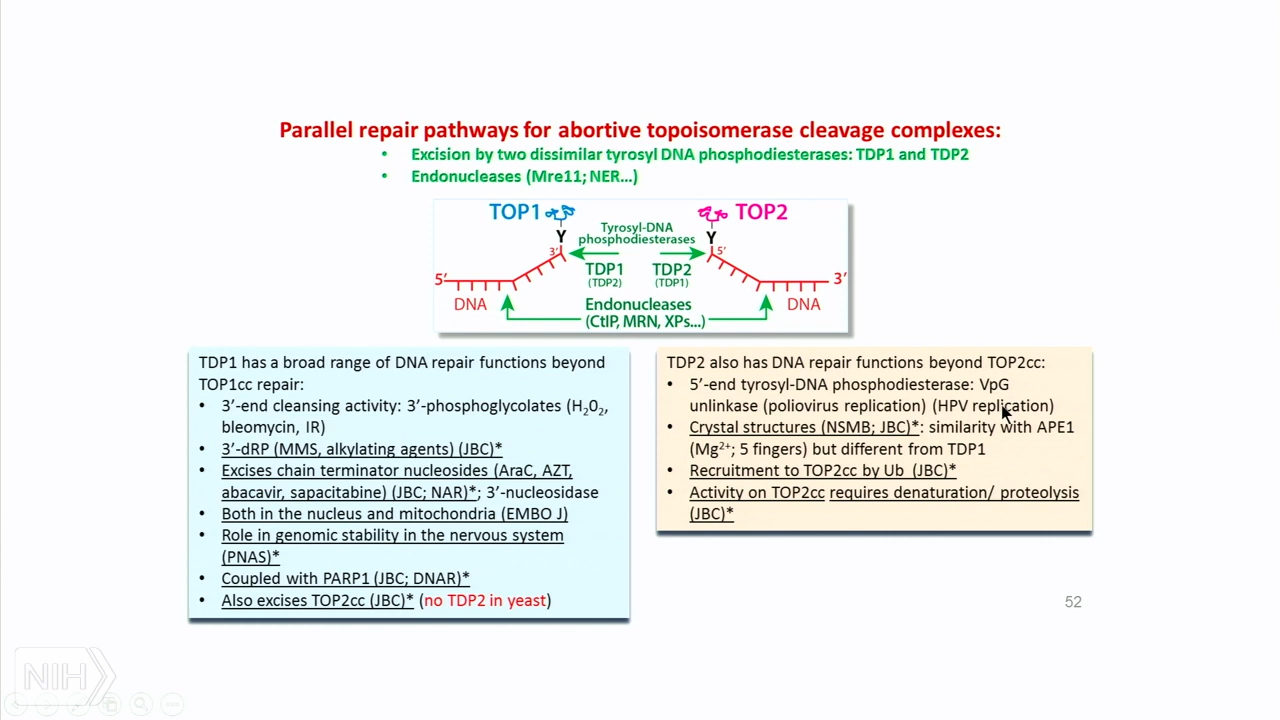 Parallel repair pathways for abortive topoisomerase cleavage complexes:
• Excision by two dissimilar tyrosyl DNA phosphodiesterases: TDP1 and TDP2
• Endonucleases (Mre11; NER...)
TOP1
TOP2
Y
Tyrosyl-DNA
phosphodiesterases
Y
3′
5′
TDP1
TDP2
(TDP2)
(TDP1)
5′
3′
DNA
Endonucleases
DNA
(CtIP, MRN, XPs...)
TDP1 has a broad range of DNA repair functions beyond
TOP1cc repair:
• 3′-end cleansing activity: 3′-phosphoglycolates (H₂0₂,
bleomycin, IR)
• 3′-dRP (MMS, alkylating agents) (JBC)*
• Excises chain terminator nucleosides (AraC, AZT,
abacavir, sapacitabine) (JBC; NAR)*; 3′-nucleosidase
• Both in the nucleus and mitochondria (EMBO J)
• Role in genomic stability in the nervous system
(PNAS)*
• Coupled with PARP1 (JBC; DNAR)*
• Also excises TOP2cc (JBC)* (no TDP2 in yeast)
TDP2 also has DNA repair functions beyond TOP2cc:
• 5′-end tyrosyl-DNA phosphodiesterase: VpG
unlinkase (poliovirus replication) (HPV replication)
• Crystal structures (NSMB; JBC)*: similarity with APE1
(Mg²⁺; 5 fingers) but different from TDP1
• Recruitment to TOP2cc by Ub (JBC)*
• Activity on TOP2cc requires denaturation/ proteolysis
(JBC)*
52
NIH